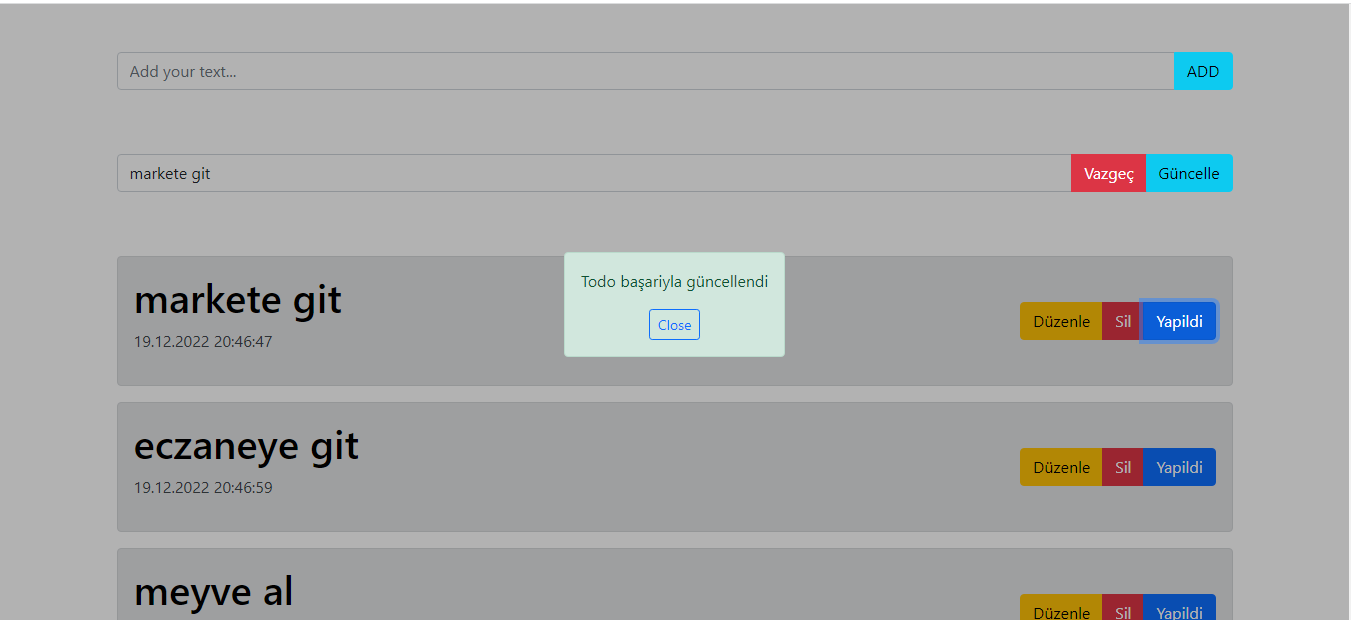 Add your text... ADD
markete git Vazgeç Güncelle
Todo başariyla güncellendi
Close
markete git
19.12.2022 20:46:47
Düzenle Sil Yapildi
eczaneye git
19.12.2022 20:46:59
Düzenle Sil Yapildi
meyve al
Düzenle Sil Yapildi